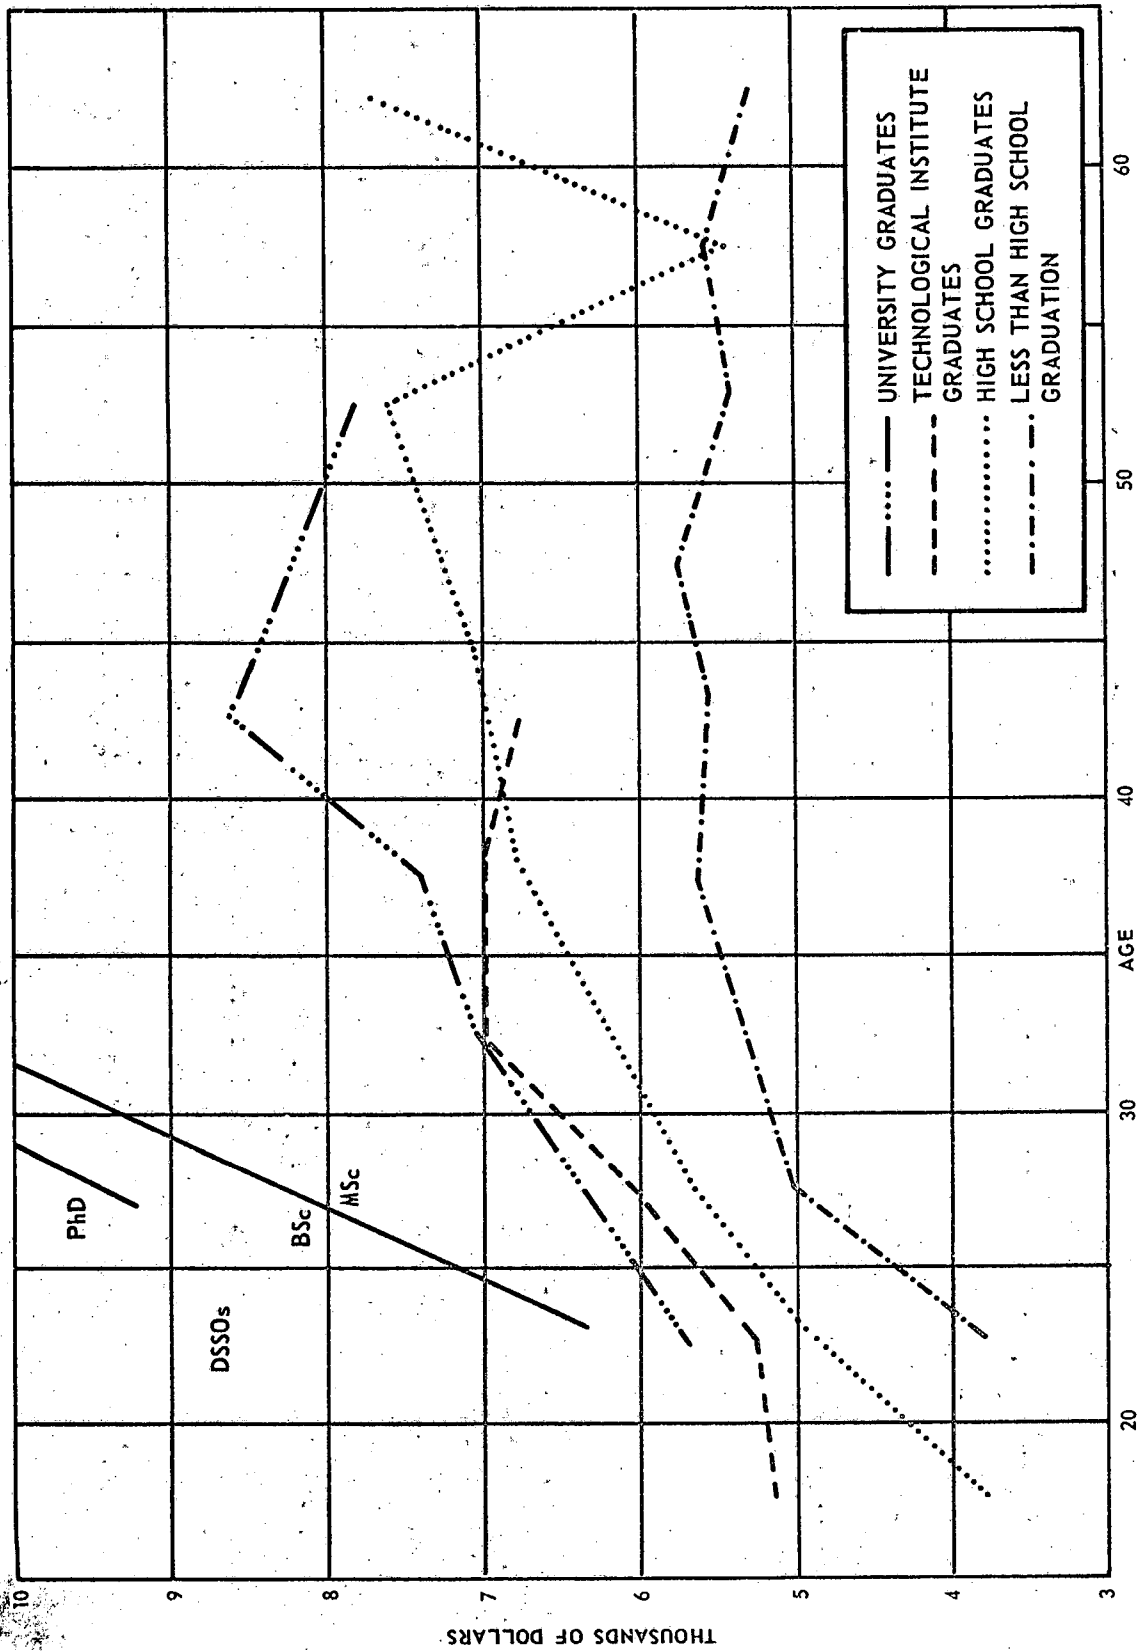 THOUSANDS OF DOLLARS
10
9
8
7
6
5
4
3
PhD
DSSOs
BSc
MSc
UNIVERSITY GRADUATES
TECHNOLOGICAL INSTITUTE
GRADUATES
HIGH SCHOOL GRADUATES
LESS THAN HIGH SCHOOL
GRADUATION
20
30
AGE
40
50
60